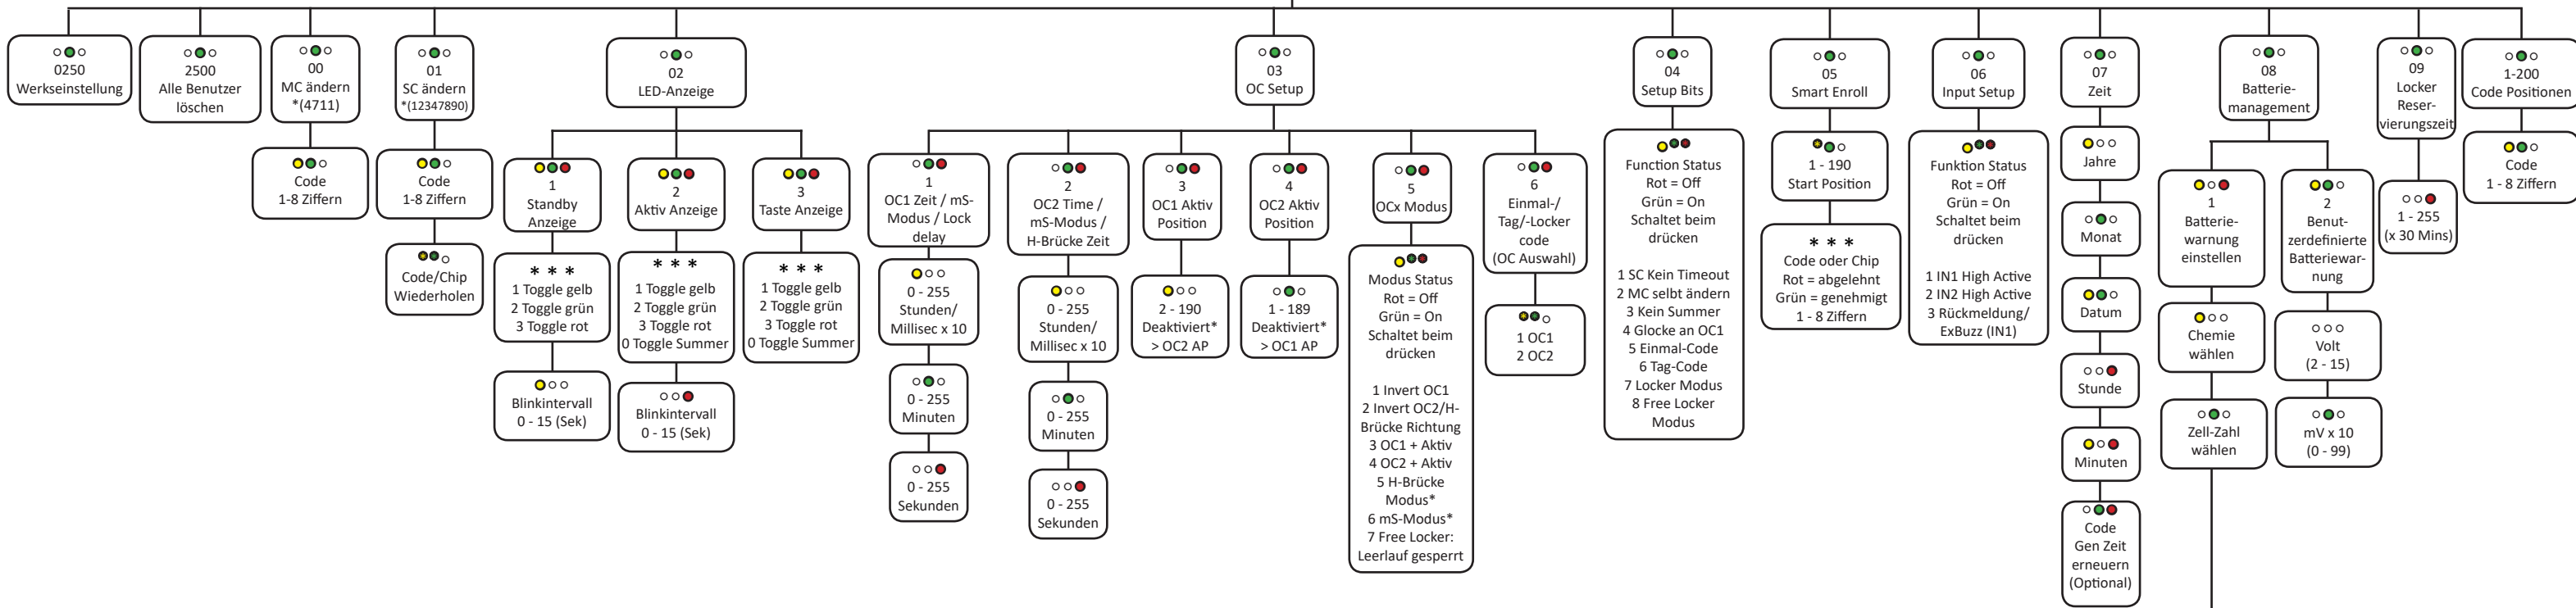 0250
Werkseinstellung
2500
Alle Benutzer
löschen
00
MC ändern
*(4711)
Code
1-8 Ziffern
01
SC ändern
*(12347890)
Code
1-8 Ziffern
Code/Chip
Wiederholen
02
LED-Anzeige
1
Standby
Anzeige
* * *
1 Toggle gelb
2 Toggle grün
3 Toggle rot
Blinkintervall
0 - 15 (Sek)
2
Aktiv Anzeige
* * *
1 Toggle gelb
2 Toggle grün
3 Toggle rot
0 Toggle Summer
Blinkintervall
0 - 15 (Sek)
3
Taste Anzeige
* * *
1 Toggle gelb
2 Toggle grün
3 Toggle rot
0 Toggle Summer
03
OC Setup
1
OC1 Zeit / mS-
Modus / Lock
delay
0 - 255
Stunden/
Millisec x 10
0 - 255
Minuten
0 - 255
Sekunden
2
OC2 Time /
mS-Modus /
H-Brücke Zeit
0 - 255
Stunden/
Millisec x 10
0 - 255
Minuten
0 - 255
Sekunden
3
OC1 Aktiv
Position
2 - 190
Deaktiviert*
> OC2 AP
4
OC2 Aktiv
Position
1 - 189
Deaktiviert*
> OC1 AP
5
OCx Modus
Modus Status
Rot = Off
Grün = On
Schaltet beim
drücken
1 Invert OC1
2 Invert OC2/H-
Brücke Richtung
3 OC1 + Aktiv
4 OC2 + Aktiv
5 H-Brücke
Modus*
6 mS-Modus*
7 Free Locker:
Leerlauf gesperrt
6
Einmal-/
Tag/-Locker
code
(OC Auswahl)
1 OC1
2 OC2
04
Setup Bits
Function Status
Rot = Off
Grün = On
Schaltet beim
drücken
1 SC Kein Timeout
2 MC selbt ändern
3 Kein Summer
4 Glocke an OC1
5 Einmal-Code
6 Tag-Code
7 Locker Modus
8 Free Locker
Modus
05
Smart Enroll
1 - 190
Start Position
* * *
Code oder Chip
Rot = abgelehnt
Grün = genehmigt
1 - 8 Ziffern
06
Input Setup
Funktion Status
Rot = Off
Grün = On
Schaltet beim
drücken
1 IN1 High Active
2 IN2 High Active
3 Rückmeldung/
ExBuzz (IN1)
07
Zeit
Jahre
Monat
Datum
Stunde
Minuten
Code
Gen Zeit
erneuern
(Optional)
08
Batterie-
management
1
Batterie-
warnung
einstellen
Chemie
wählen
Zell-Zahl
wählen
2
Benut-
zerdefinierte
Batteriewar-
nung
Volt
(2 - 15)
mV x 10
(0 - 99)
09
Locker
Reser-
vierungszeit
1 - 255
(x 30 Mins)
1-200
Code Positionen
Code
1 - 8 Ziffern